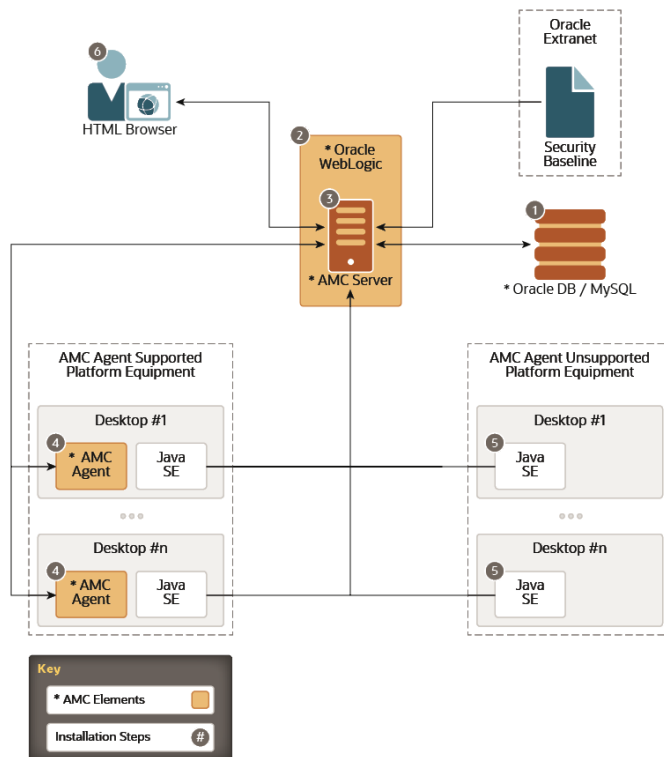 6
HTML Browser
Oracle
Extranet
Security
Baseline
2
* Oracle
WebLogic
3
* AMC Server
1
* Oracle DB / MySQL
AMC Agent Supported
Platform Equipment
Desktop #1
4
* AMC
Agent
Java
SE
Desktop #n
4
* AMC
Agent
Java
SE
AMC Agent Unsupported
Platform Equipment
Desktop #1
5
Java
SE
Desktop #n
5
Java
SE
Key
* AMC Elements
Installation Steps #